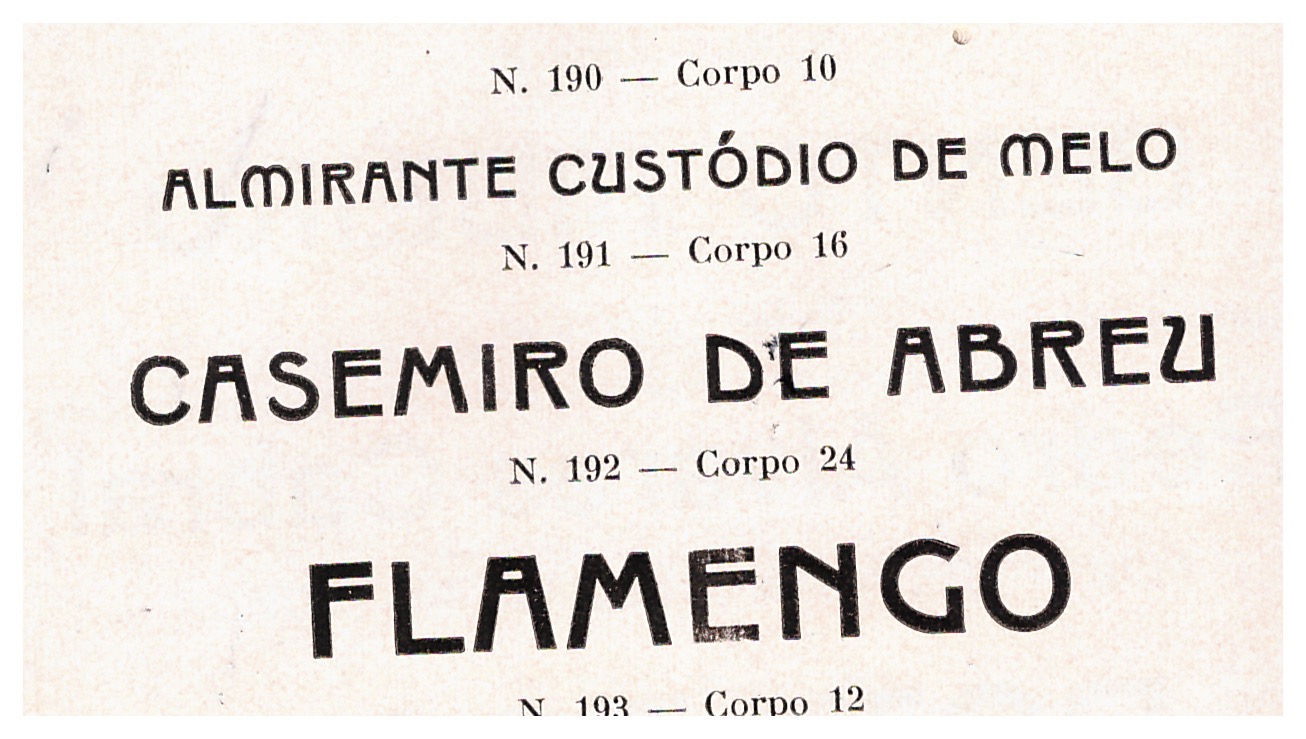 N. 190 — Corpo 10
ALMIRANTE CUSTÓDIO DE MELO
N. 191 — Corpo 16
CASEMIRO DE ABREU
N. 192 — Corpo 24
FLAMENGO
N. 193 — Corpo 12